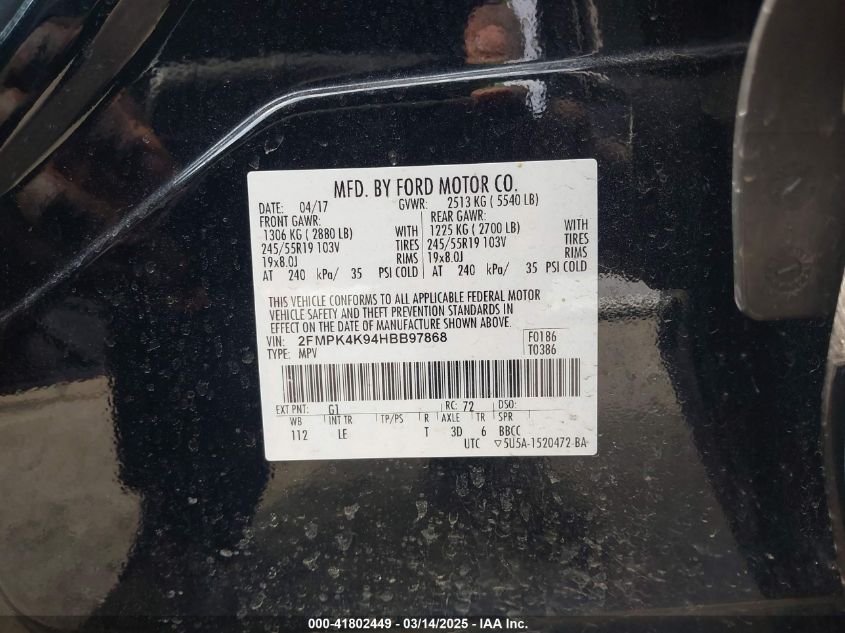 MFD. BY FORD MOTOR CO.
DATE: 04/17 GVWR: 2513 KG ( 5540 LB)
FRONT GAWR: REAR GAWR:
1306 KG ( 2880 LB) WITH 1225 KG ( 2700 LB) WITH
245/55R19 103V TIRES 245/55R19 103V TIRES
19x8.0J RIMS 19x8.0J RIMS
AT 240 kPa/ 35 PSI COLD AT 240 kPa/ 35 PSI COLD
THIS VEHICLE CONFORMS TO ALL APPLICABLE FEDERAL MOTOR
VEHICLE SAFETY AND THEFT PREVENTION STANDARDS IN
EFFECT ON THE DATE OF MANUFACTURE SHOWN ABOVE.
VIN: 2FMPK4K94HBB97868 F0186
TYPE: MPV T0386
EXT PNT: G1 RC: 72 DSO:
WB INT TR TP/PS R AXLE TR SPR
112 LE T 3D 6 BBCC
UTC ▽5U5A-1520472-BA
000-41802449 - 03/14/2025 - IAAI.com